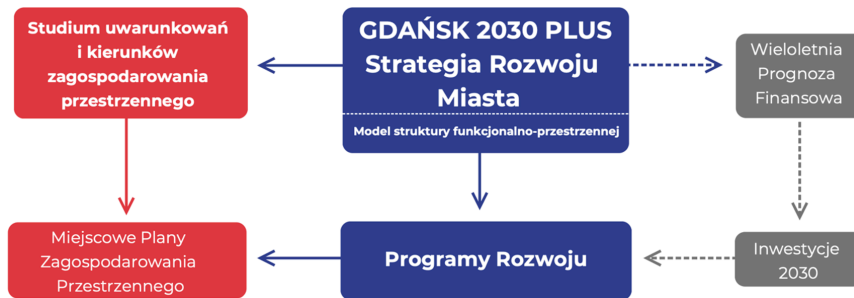 Studium uwarunkowań
i kierunków
zagospodarowania
przestrzennego
GDAŃSK 2030 PLUS
Strategia Rozwoju
Miasta
Model struktury funkcjonalno-przestrzennej
Wieloletnia
Prognoza
Finansowa
Miejscowe Plany
Zagospodarowania
Przestrzennego
Programy Rozwoju
Inwestycje
2030